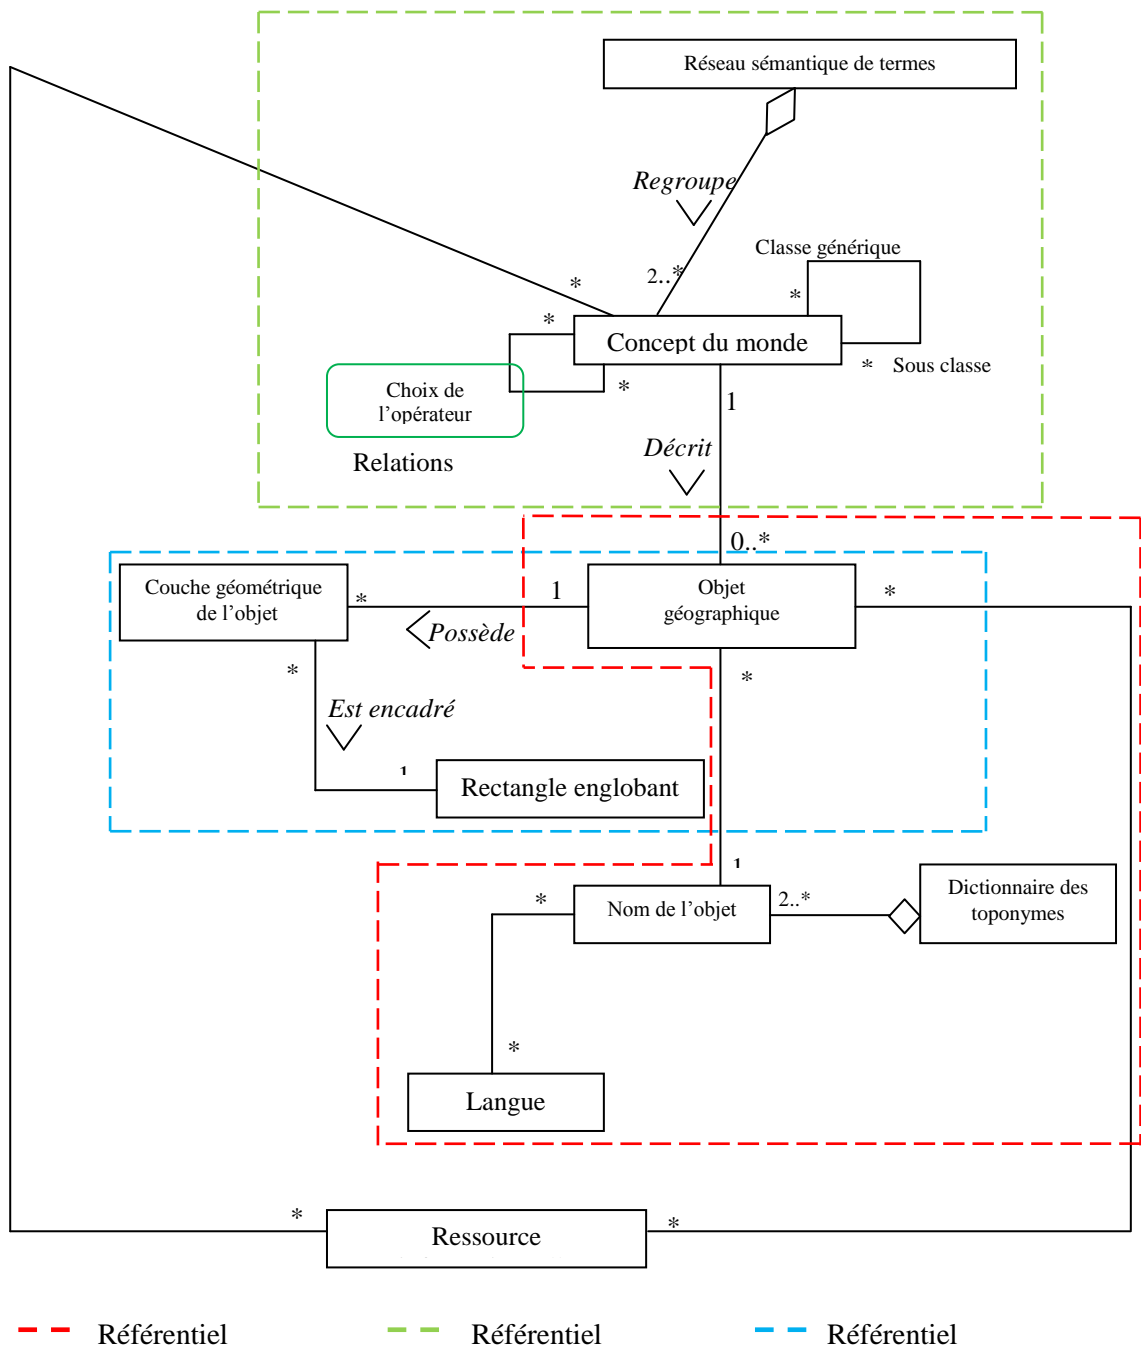 Réseau sémantique de termes
Regroupe
Classe générique
2..*
*
*
*
Concept du monde
* Sous classe
*
Choix de
l'opérateur
1
Relations
Décrit
0..*
Couche géométrique
de l'objet
*
1
Objet
géographique
*
Possède
*
*
Est encadré
1
Rectangle englobant
1
*
Nom de l'objet
2..*
Dictionnaire des
toponymes
*
Langue
*
Ressource
*
Référentiel
Référentiel
Référentiel